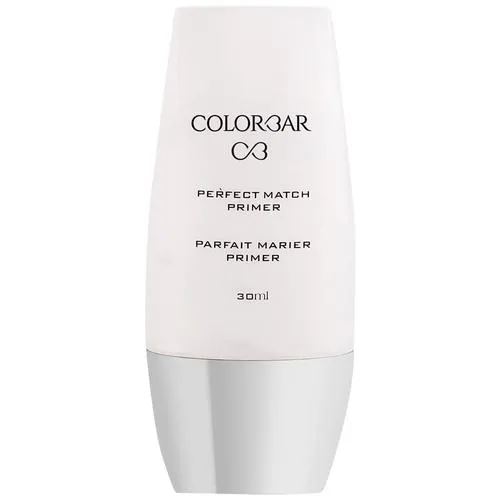 COLORBAR
CB
PERFECT MATCH
PRIMER
PARFAIT MARIER
PRIMER
30ml